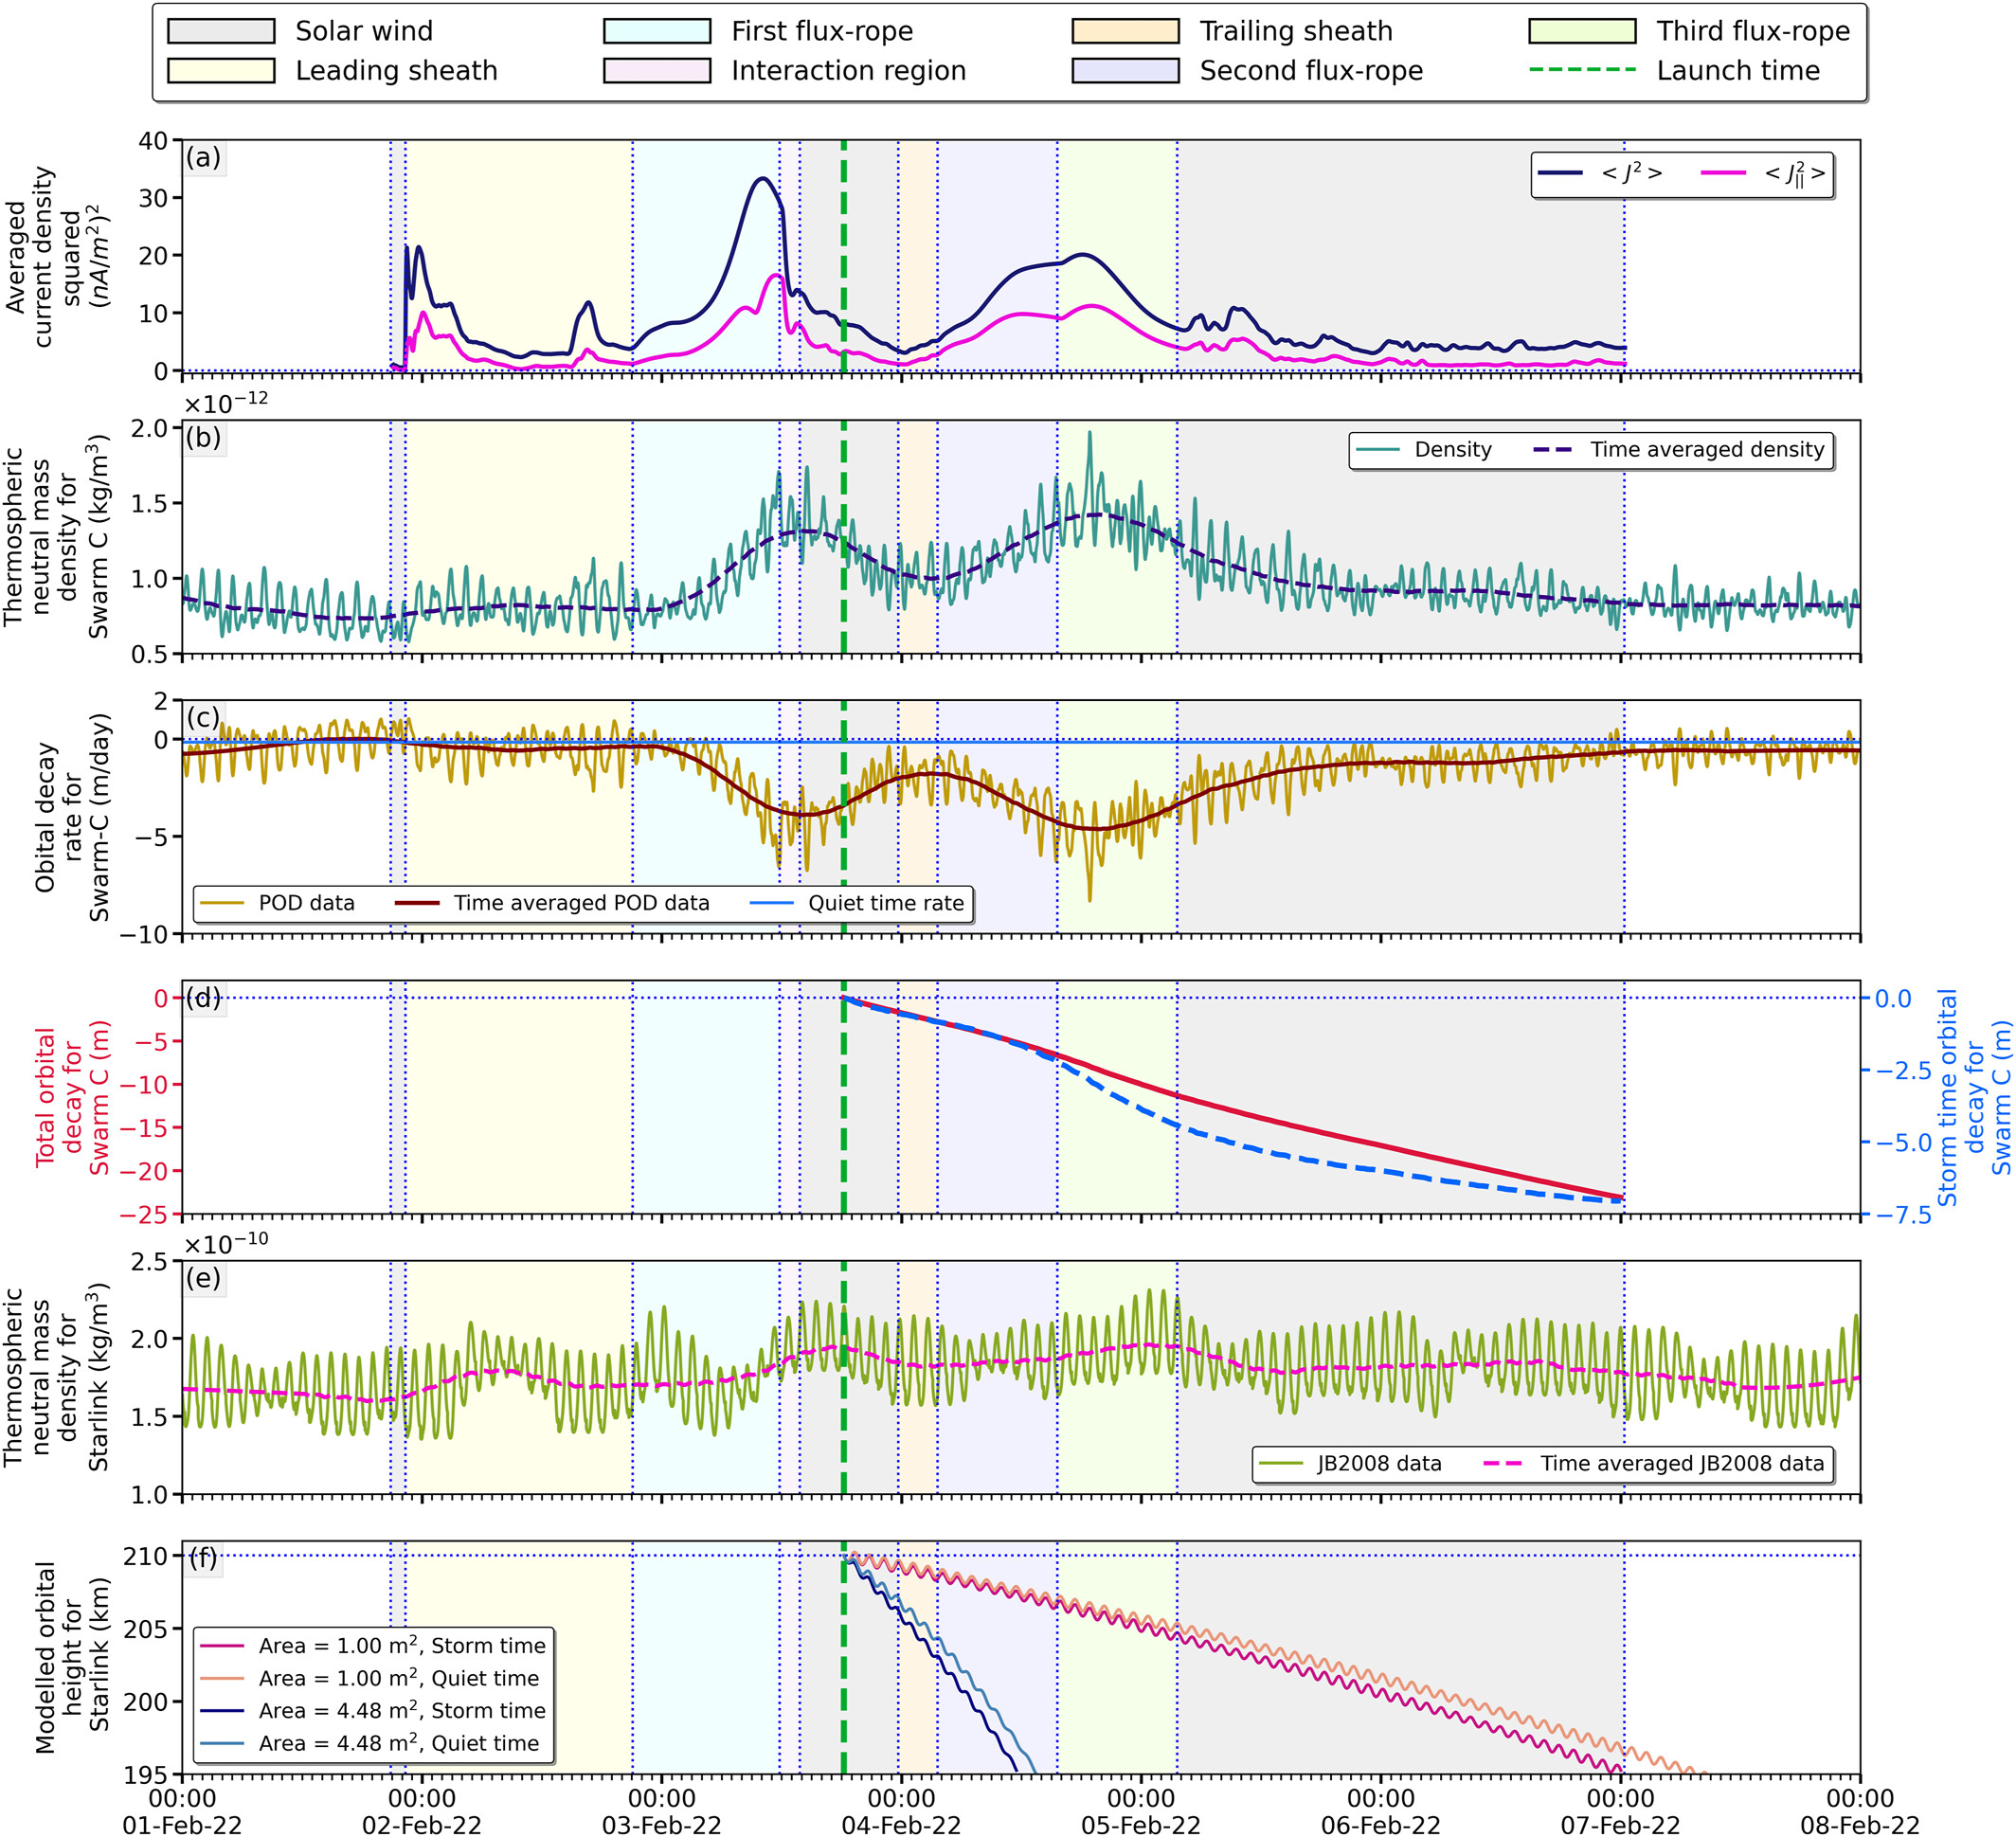 Solar wind
First flux-rope
Trailing sheath
Third flux-rope
Leading sheath
Interaction region
Second flux-rope
Launch time
(a)
Averaged
current density
squared
(nA/m²)²
40
30
20
10
0
< J² >
< J²|| >
×10⁻¹²
(b)
Thermospheric
neutral mass
density for
Swarm C (kg/m³)
2.0
1.5
1.0
0.5
Density
Time averaged density
(c)
Obital decay
rate for
Swarm-C (m/day)
2
0
−5
−10
POD data
Time averaged POD data
Quiet time rate
(d)
Total orbital
decay for
Swarm C (m)
0
−5
−10
−15
−20
−25
0.0
−2.5
−5.0
−7.5
Storm time orbital
decay for
Swarm C (m)
×10⁻¹⁰
(e)
Thermospheric
neutral mass
density for
Starlink (kg/m³)
2.5
2.0
1.5
1.0
JB2008 data
Time averaged JB2008 data
(f)
Modelled orbital
height for
Starlink (km)
210
205
200
195
Area = 1.00 m², Storm time
Area = 1.00 m², Quiet time
Area = 4.48 m², Storm time
Area = 4.48 m², Quiet time
00:00 00:00 00:00 00:00 00:00 00:00 00:00 00:00
01-Feb-22 02-Feb-22 03-Feb-22 04-Feb-22 05-Feb-22 06-Feb-22 07-Feb-22 08-Feb-22